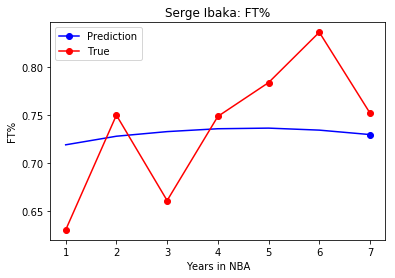 Serge Ibaka: FT%
Prediction
True
FT%
0.80
0.75
0.70
0.65
1 2 3 4 5 6 7
Years in NBA